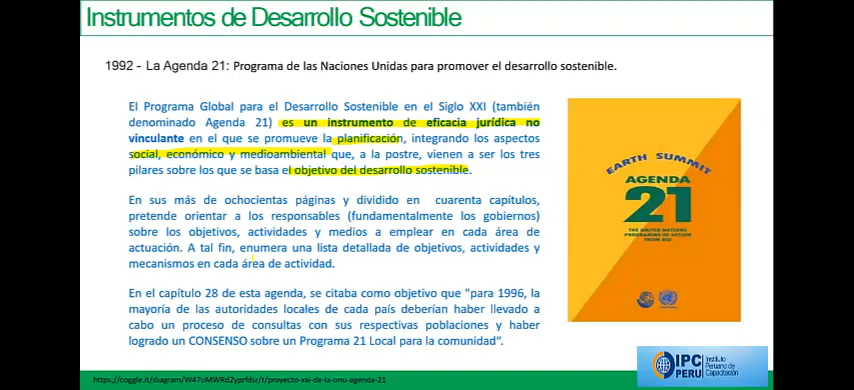 Instrumentos de Desarrollo Sostenible
1992 - La Agenda 21: Programa de las Naciones Unidas para promover el desarrollo sostenible.
El Programa Global para el Desarrollo Sostenible en el Siglo XXI (también
denominado Agenda 21) es un instrumento de eficacia jurídica no
vinculante en el que se promueve la planificación, integrando los aspectos
social, económico y medioambiental que, a la postre, vienen a ser los tres
pilares sobre los que se basa el objetivo del desarrollo sostenible.
En sus más de ochocientas páginas y dividido en cuarenta capítulos,
pretende orientar a los responsables (fundamentalmente los gobiernos)
sobre los objetivos, actividades y medios a emplear en cada área de
actuación. A tal fin, enumera una lista detallada de objetivos, actividades y
mecanismos en cada área de actividad.
En el capítulo 28 de esta agenda, se citaba como objetivo que "para 1996, la
mayoría de las autoridades locales de cada país deberían haber llevado a
cabo un proceso de consultas con sus respectivas poblaciones y haber
logrado un CONSENSO sobre un Programa 21 Local para la comunidad“.
EARTH SUMMIT
AGENDA
21
THE UNITED NATIONS
PROGRAMME OF ACTION
FROM RIO
IPC
PERU
Instituto
Peruano de
Capacitación
https://coggle.it/diagram/W47UMWRd2yprfdsr/t/proyecto-xxi-de-la-onu-agenda-21